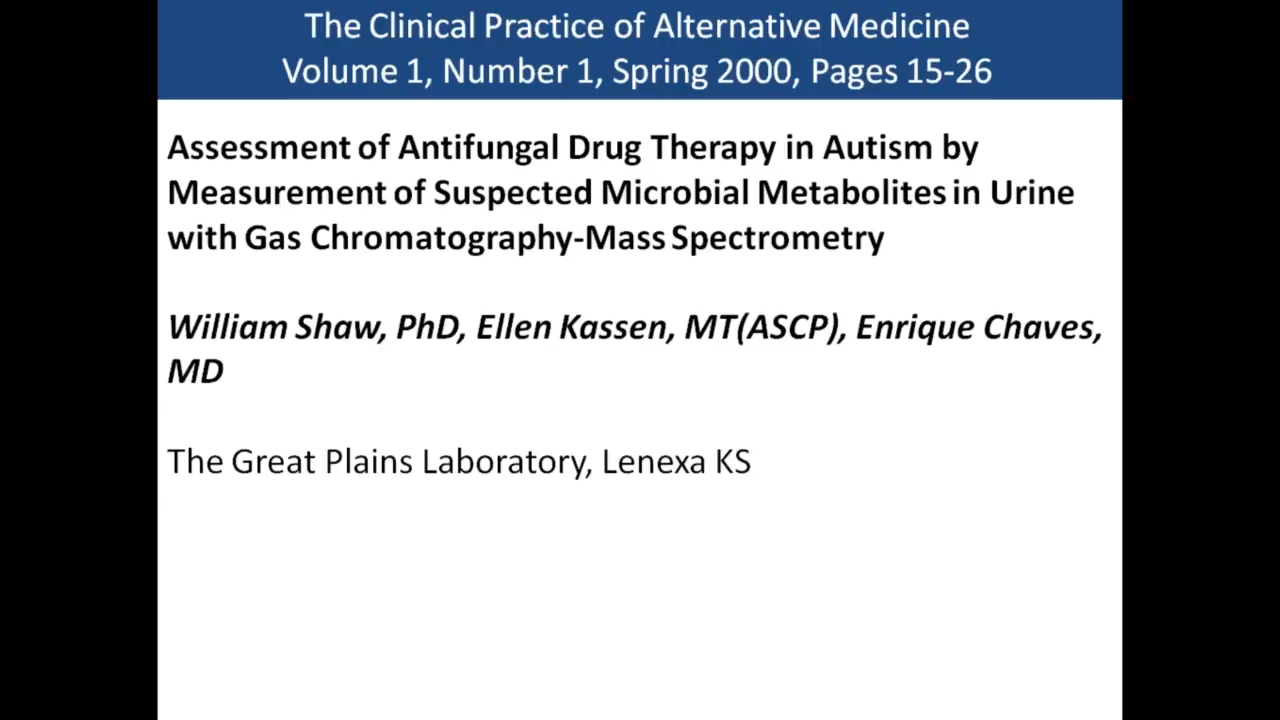 The Clinical Practice of Alternative Medicine
Volume 1, Number 1, Spring 2000, Pages 15-26
Assessment of Antifungal Drug Therapy in Autism by
Measurement of Suspected Microbial Metabolites in Urine
with Gas Chromatography-Mass Spectrometry
William Shaw, PhD, Ellen Kassen, MT(ASCP), Enrique Chaves,
MD
The Great Plains Laboratory, Lenexa KS